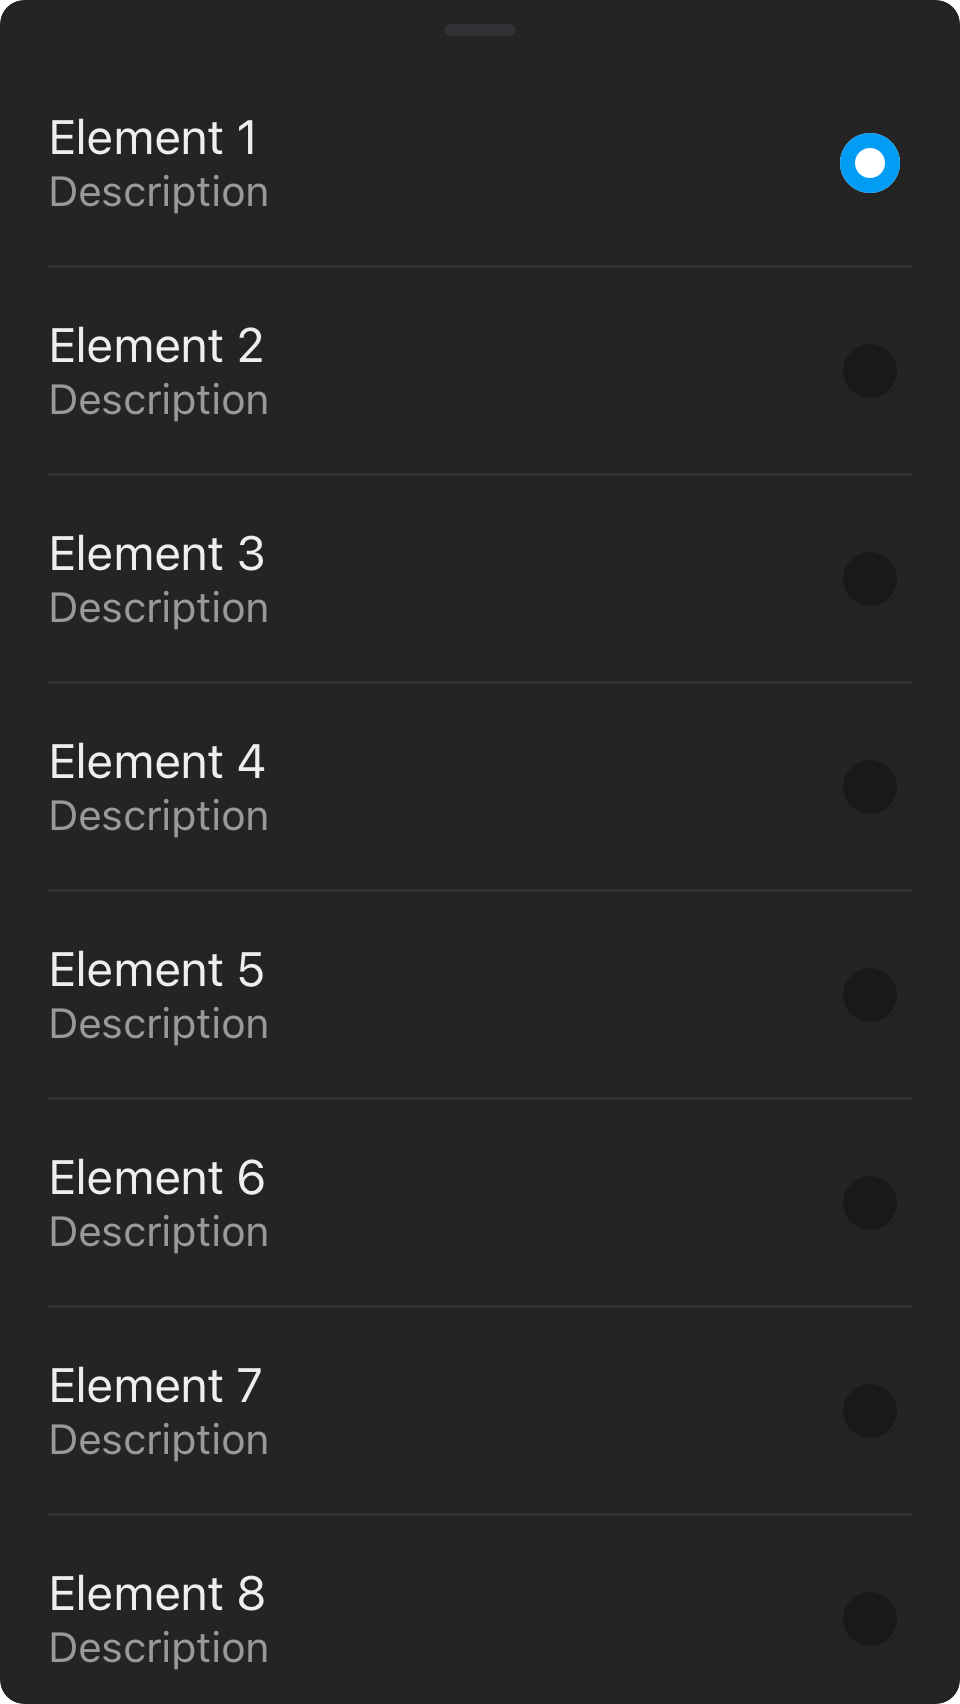 Element 1
Description
Element 2
Description
Element 3
Description
Element 4
Description
Element 5
Description
Element 6
Description
Element 7
Description
Element 8
Description